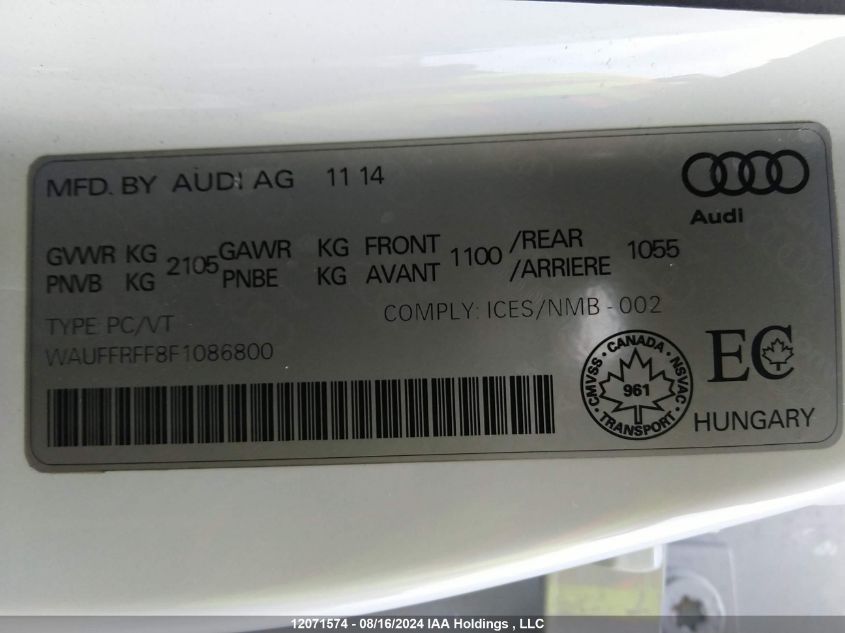 MFD. BY AUDI AG 11 14
Audi
GVWR KG 2105 GAWR KG FRONT 1100 /REAR 1055
PNVB KG PNBE KG AVANT /ARRIERE
TYPE: PC/VT COMPLY: ICES/NMB - 002
WAUFFRFF8F1086800
CMVSS · CANADA · NSVAC · TRANSPORT
961
EC
HUNGARY
12071574 - 08/16/2024 IAA Holdings , LLC